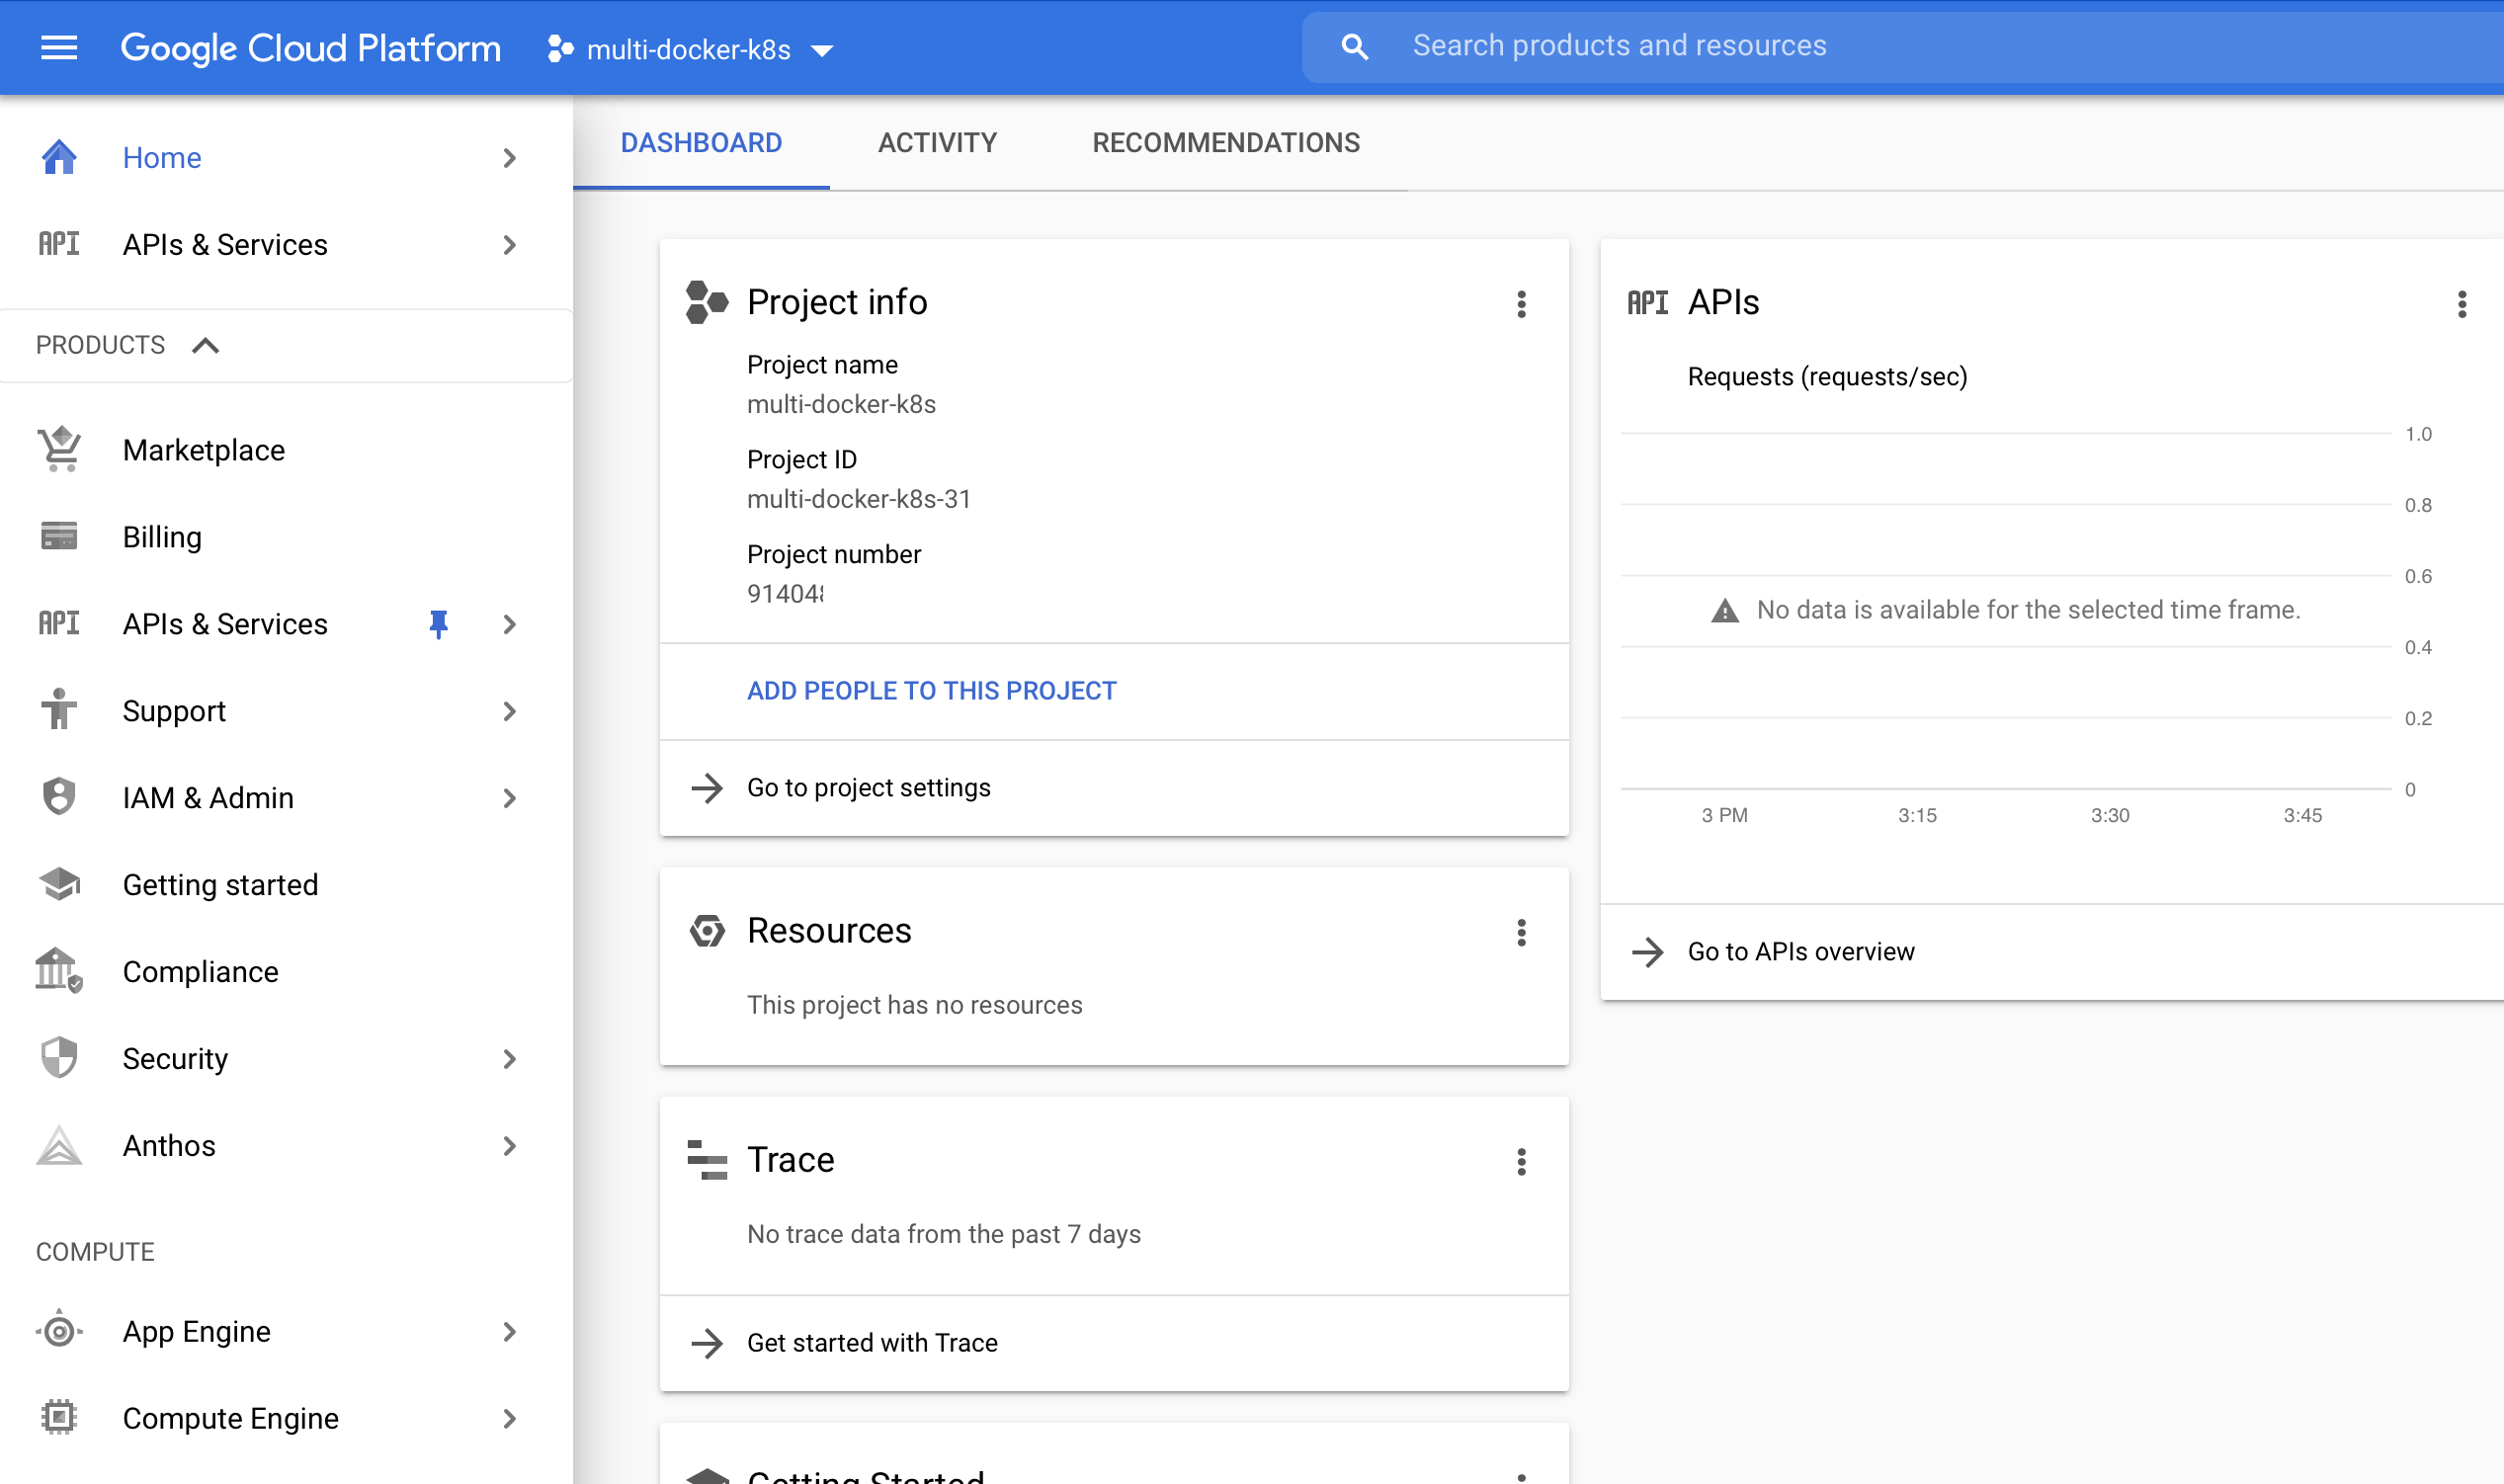 Google Cloud Platform
multi-docker-k8s
Search products and resources
Home
API APIs & Services
PRODUCTS
Marketplace
Billing
API APIs & Services
Support
IAM & Admin
Getting started
Compliance
Security
Anthos
COMPUTE
App Engine
Compute Engine
DASHBOARD
ACTIVITY
RECOMMENDATIONS
Project info
Project name
multi-docker-k8s
Project ID
multi-docker-k8s-31
Project number
91404
ADD PEOPLE TO THIS PROJECT
Go to project settings
Resources
This project has no resources
Trace
No trace data from the past 7 days
Get started with Trace
Getting Started
API APIs
Requests (requests/sec)
1.0
0.8
0.6
No data is available for the selected time frame.
0.4
0.2
0
3 PM
3:15
3:30
3:45
Go to APIs overview